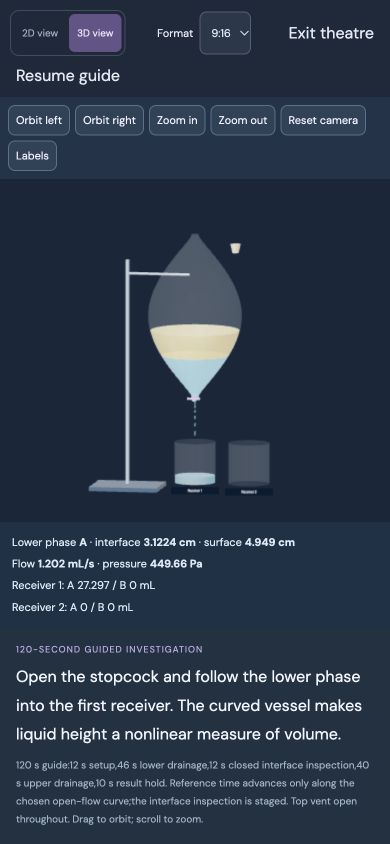 2D view
3D view
Format
9:16
Exit theatre
Resume guide
Orbit left
Orbit right
Zoom in
Zoom out
Reset camera
Labels
Receiver 1
Receiver 2
Lower phase A · interface 3.1224 cm · surface 4.949 cm
Flow 1.202 mL/s · pressure 449.66 Pa
Receiver 1: A 27.297 / B 0 mL
Receiver 2: A 0 / B 0 mL
120-SECOND GUIDED INVESTIGATION
Open the stopcock and follow the lower phase
into the first receiver. The curved vessel makes
liquid height a nonlinear measure of volume.
120 s guide:12 s setup,46 s lower drainage,12 s closed interface inspection,40
s upper drainage,10 s result hold. Reference time advances only along the
chosen open-flow curve;the interface inspection is staged. Top vent open
throughout. Drag to orbit; scroll to zoom.